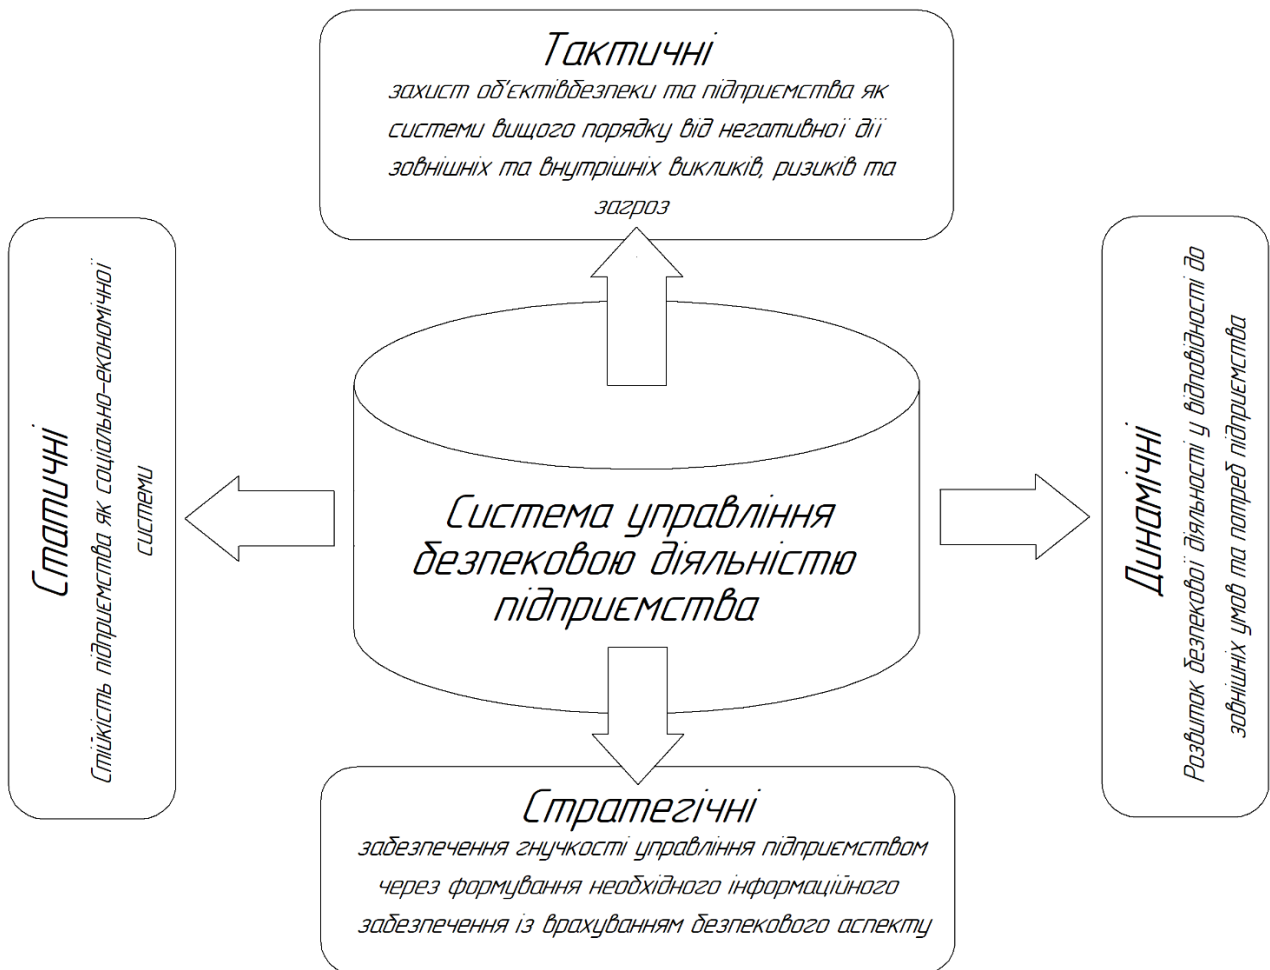 Тактичні
захист об'єктівбезпеки та підприємства як
системи вищого порядку від негативної дії
зовнішніх та внутрішніх викликів, ризиків та
загроз
Статичні
Стійкість підприємства як соціально-економічної
системи
Система управління
безпековою діяльністю
підприємства
Динамічні
Розвиток безпекової діяльності у відповідності до
зовнішніх умов та потреб підприємства
Стратегічні
забезпечення гнучкості управління підприємством
через формування необхідного інформаційного
забезпечення із врахуванням безпекового аспекту